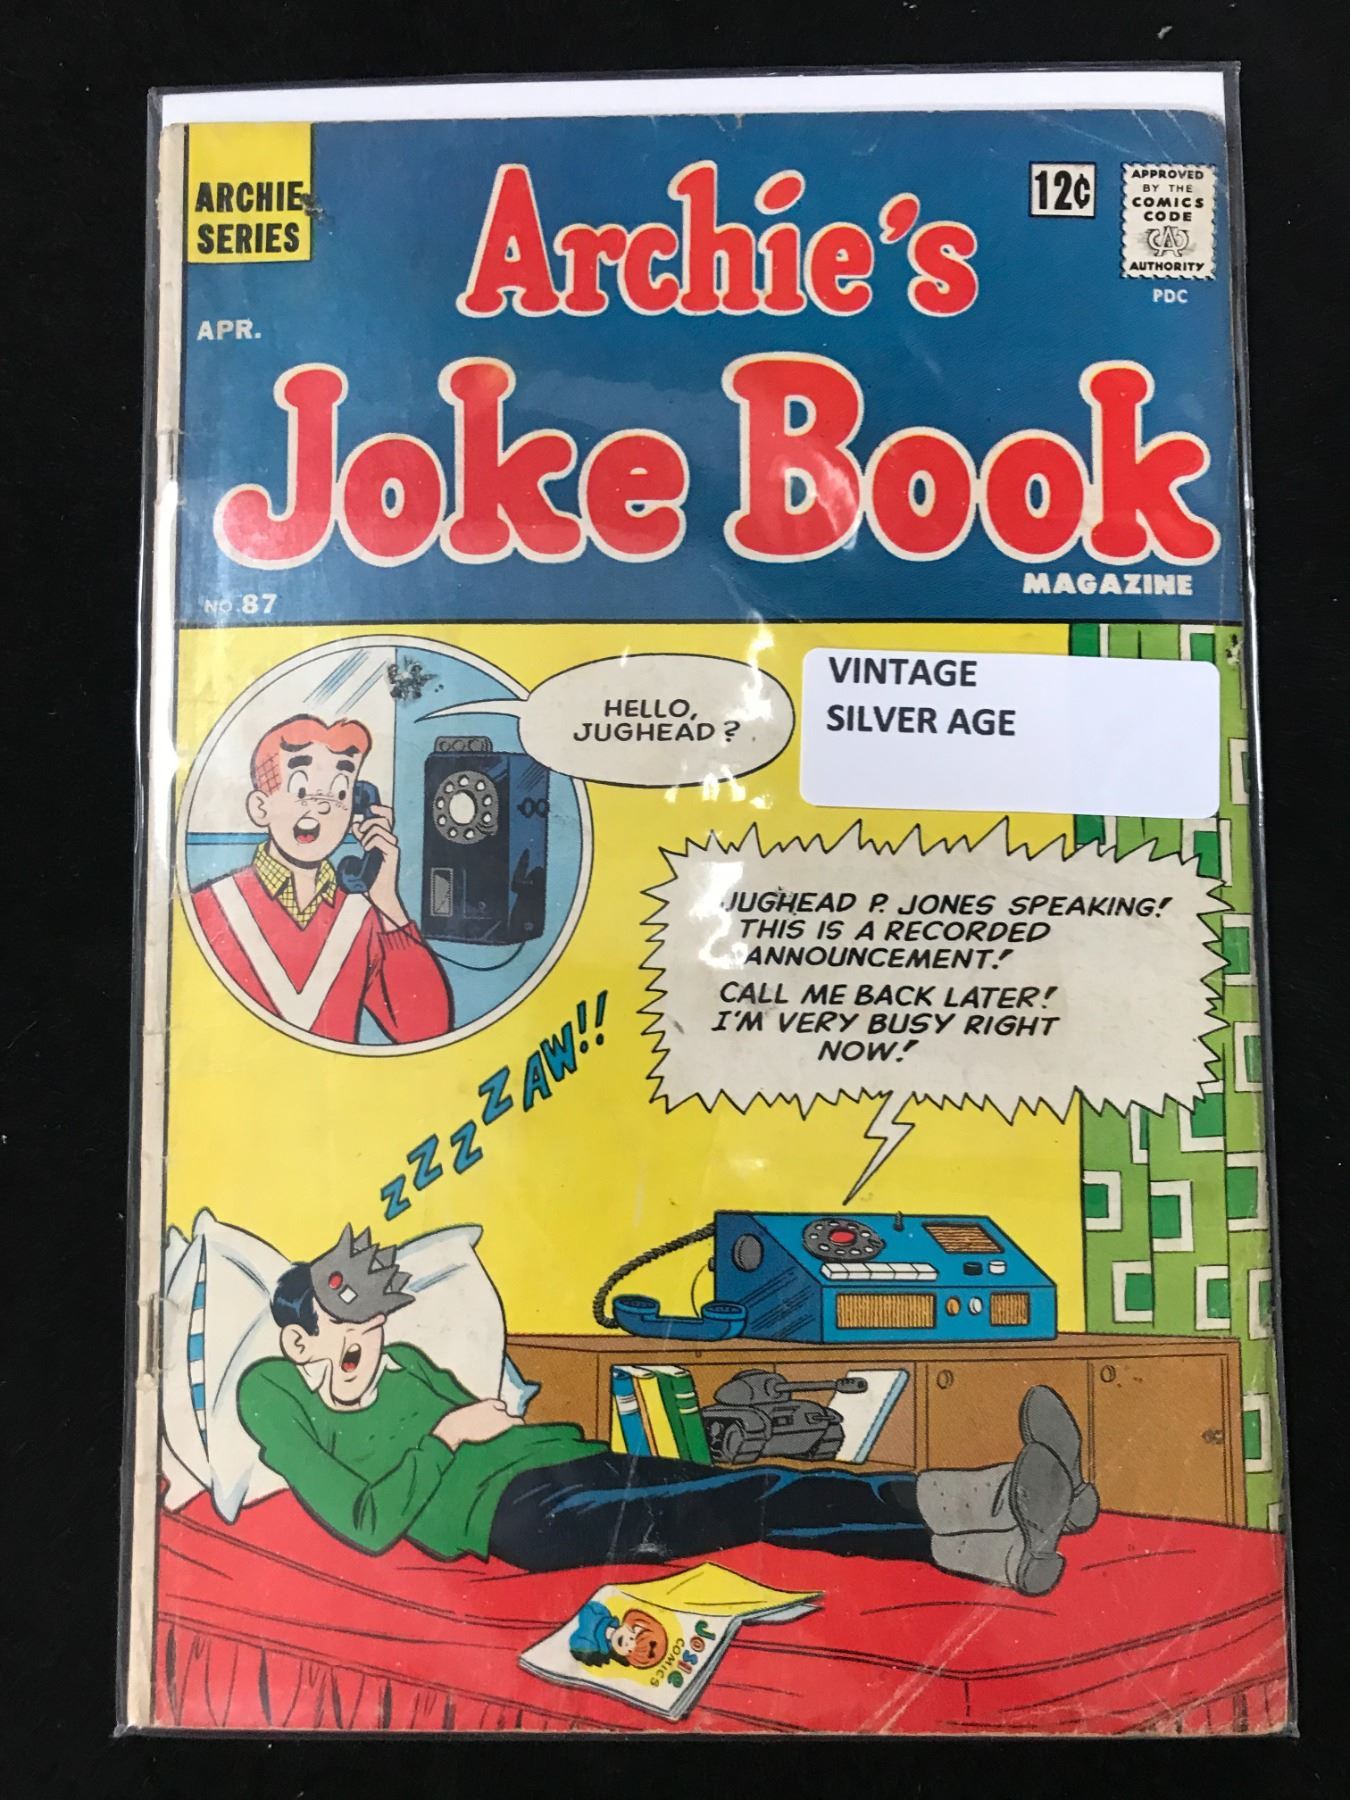 ARCHIE
SERIES
Archie's
12¢
APPROVED
BY THE
COMICS
CODE
AUTHORITY
PDC
APR.
Joke Book
MAGAZINE
NO. 87
HELLO,
JUGHEAD?
VINTAGE
SILVER AGE
JUGHEAD P. JONES SPEAKING!
THIS IS A RECORDED
ANNOUNCEMENT!
CALL ME BACK LATER!
I'M VERY BUSY RIGHT
NOW!
ZZZZZAW!!
Josie
COMICS